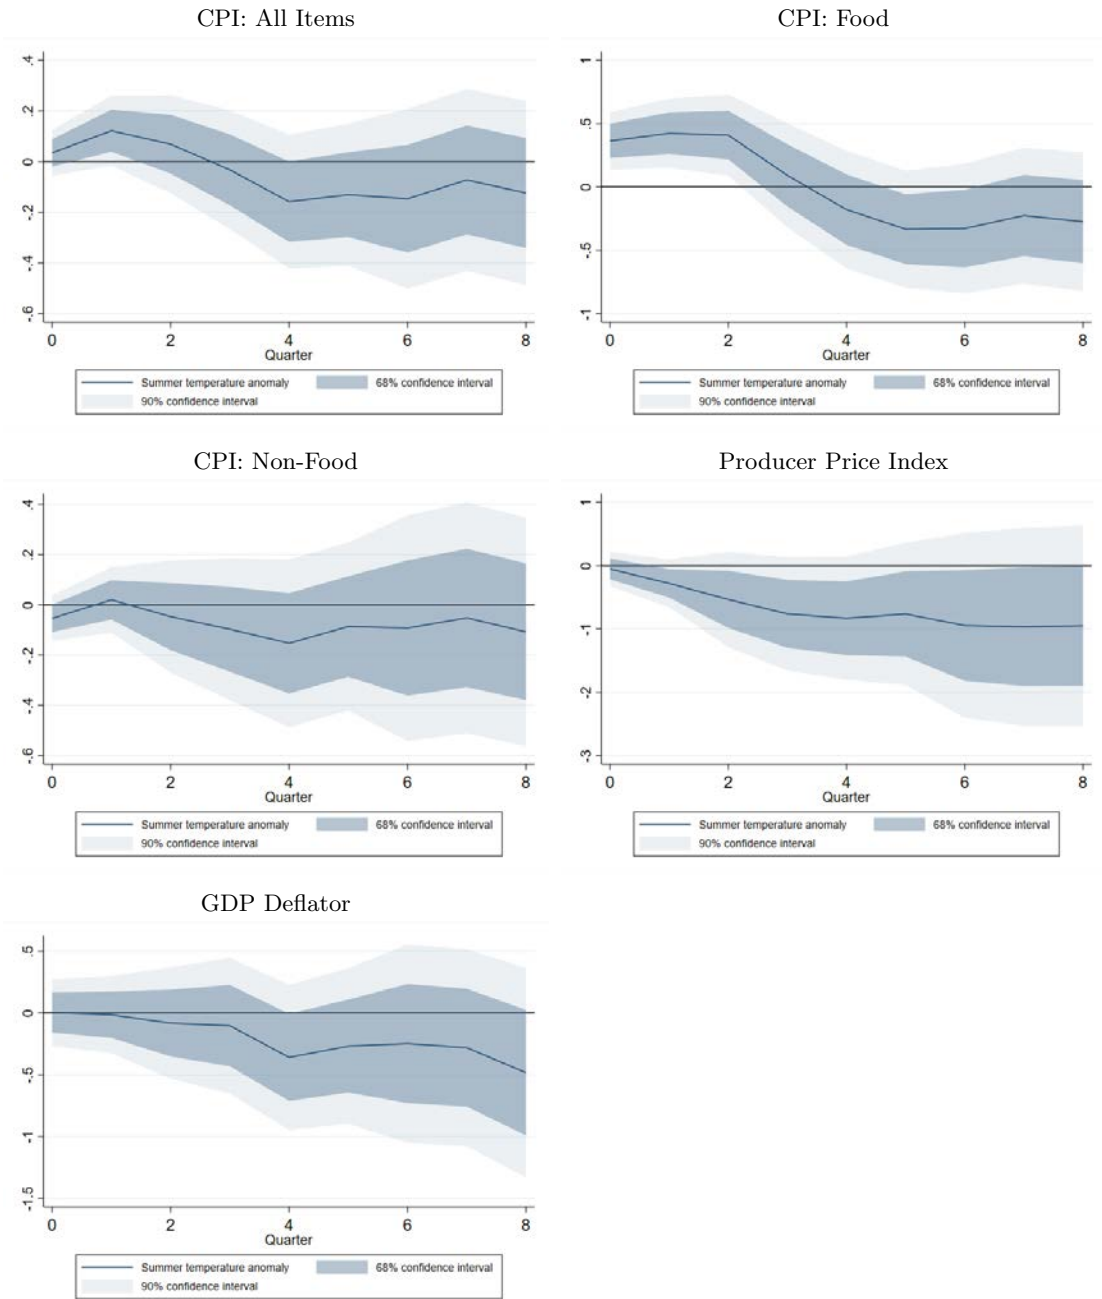 CPI: All Items
.4
.2
0
-.2
-.4
-.6
0 2 4 6 8
Quarter
Summer temperature anomaly 68% confidence interval
90% confidence interval
CPI: Food
1
.5
0
-.5
-1
0 2 4 6 8
Quarter
Summer temperature anomaly 68% confidence interval
90% confidence interval
CPI: Non-Food
.4
.2
0
-.2
-.4
-.6
0 2 4 6 8
Quarter
Summer temperature anomaly 68% confidence interval
90% confidence interval
Producer Price Index
1
0
-1
-2
-3
0 2 4 6 8
Quarter
Summer temperature anomaly 68% confidence interval
90% confidence interval
GDP Deflator
.5
0
-.5
-1
-1.5
0 2 4 6 8
Quarter
Summer temperature anomaly 68% confidence interval
90% confidence interval